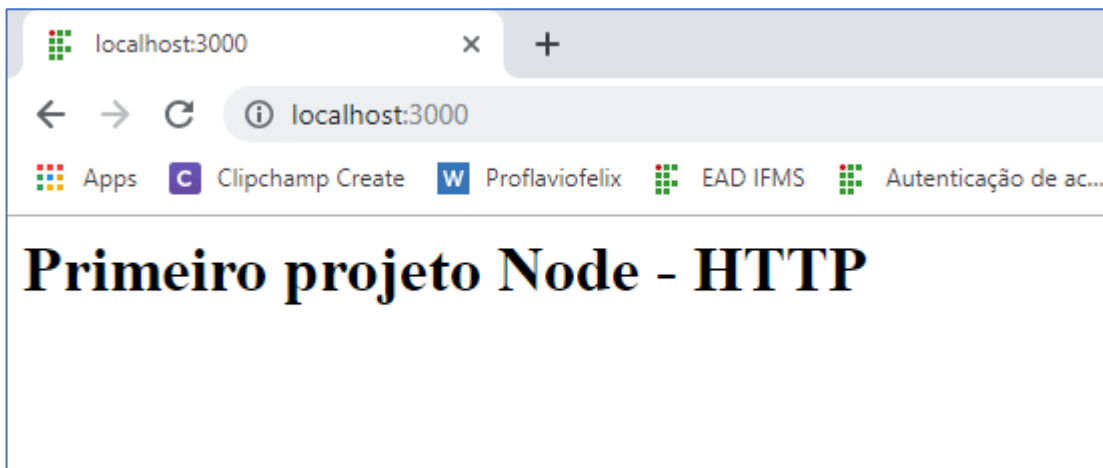 localhost:3000
localhost:3000
Apps C Clipchamp Create W Proflaviofelix EAD IFMS Autenticação de ac...
Primeiro projeto Node - HTTP